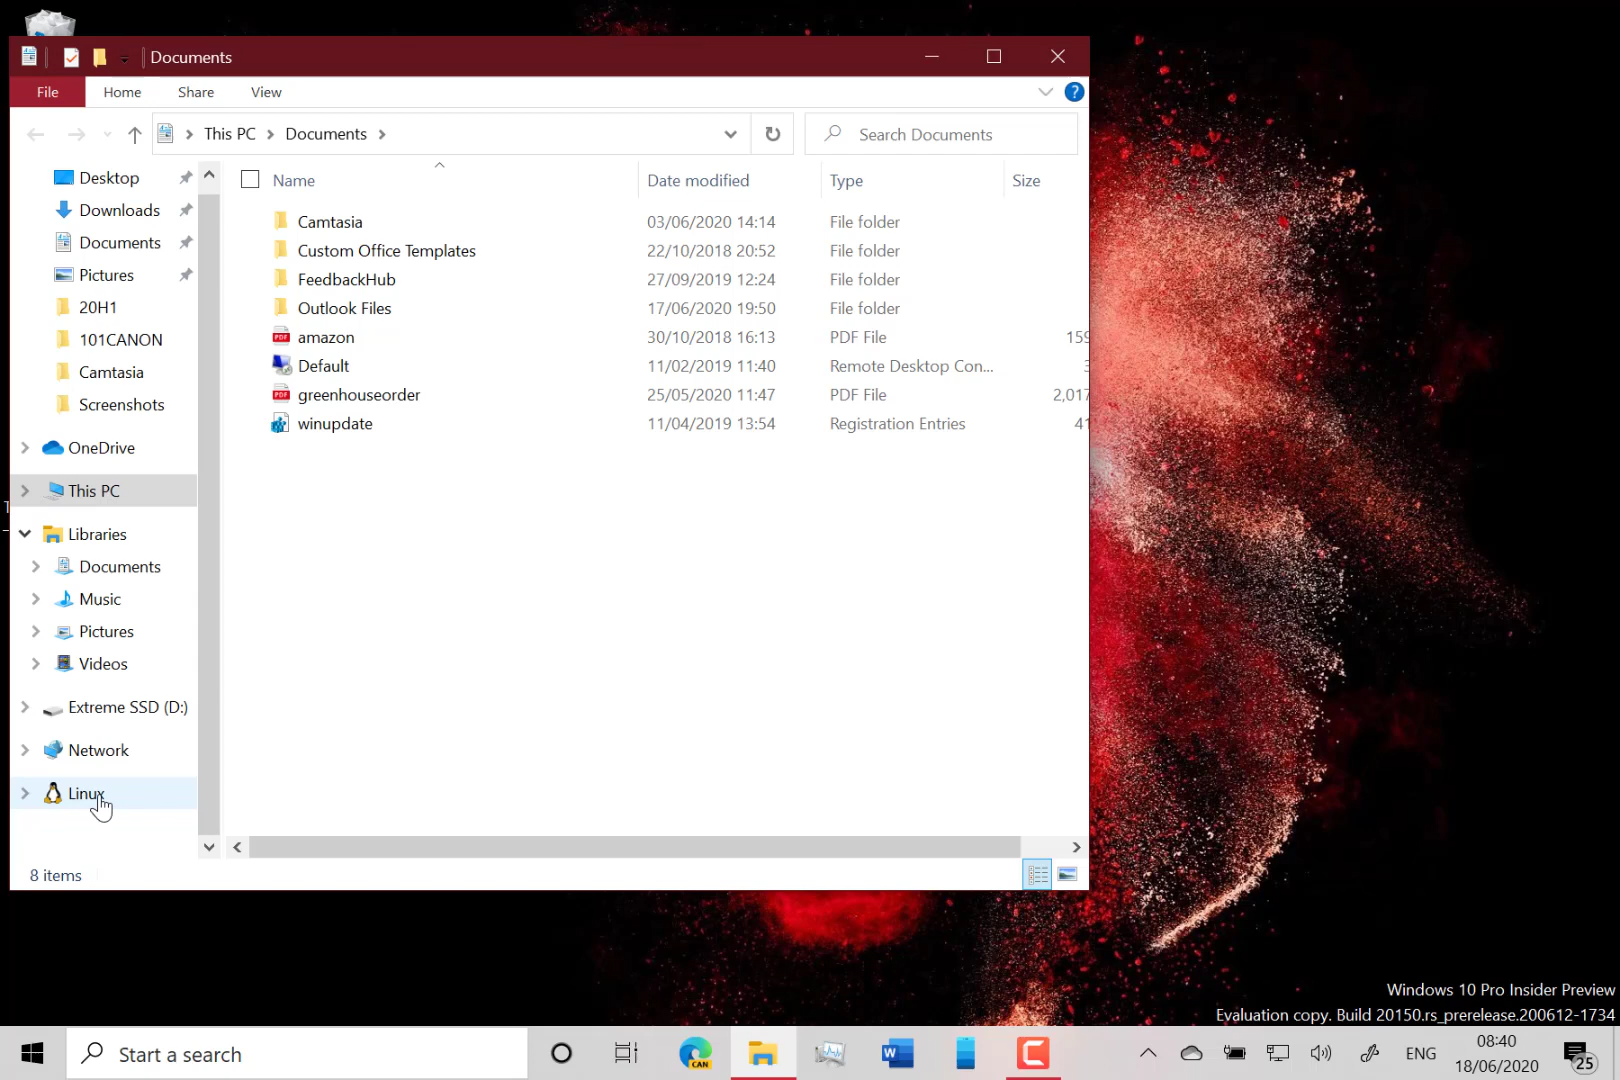 Documents
File Home Share View
This PC Documents
Search Documents
Name Date modified Type Size
Desktop
Downloads
Documents
Pictures
20H1
101CANON
Camtasia
Screenshots
OneDrive
This PC
Libraries
Documents
Music
Pictures
Videos
Extreme SSD (D:)
Network
Linux
Camtasia 03/06/2020 14:14 File folder
Custom Office Templates 22/10/2018 20:52 File folder
FeedbackHub 27/09/2019 12:24 File folder
Outlook Files 17/06/2020 19:50 File folder
amazon 30/10/2018 16:13 PDF File 159
Default 11/02/2019 11:40 Remote Desktop Con... 3
greenhouseorder 25/05/2020 11:47 PDF File 2,017
winupdate 11/04/2019 13:54 Registration Entries 41
8 items
Windows 10 Pro Insider Preview
Evaluation copy. Build 20150.rs_prerelease.200612-1734
Start a search
CAN
ENG
08:40
18/06/2020
25